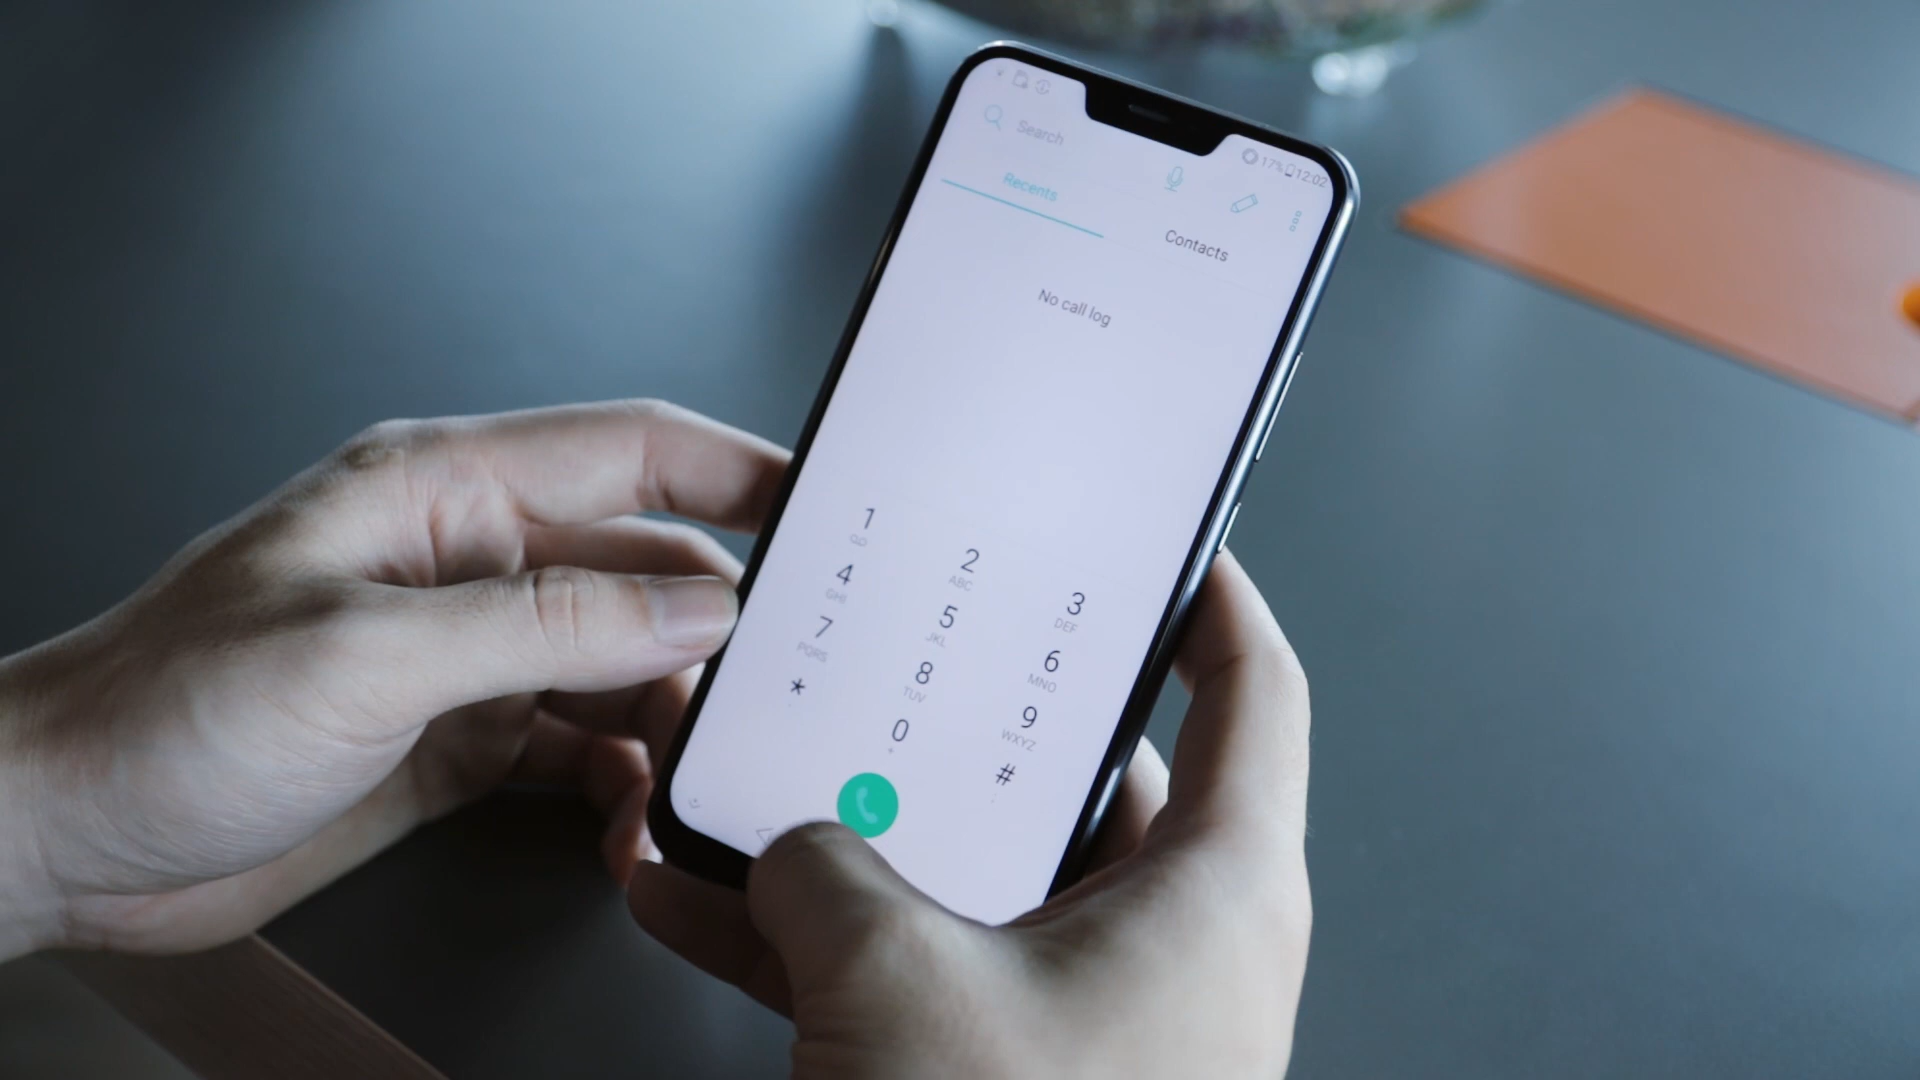 17% 12:02
Search
Recents
Contacts
No call log
1
2
ABC
3
DEF
4
GHI
5
JKL
6
MNO
7
PQRS
8
TUV
9
WXYZ
*
0
+
#